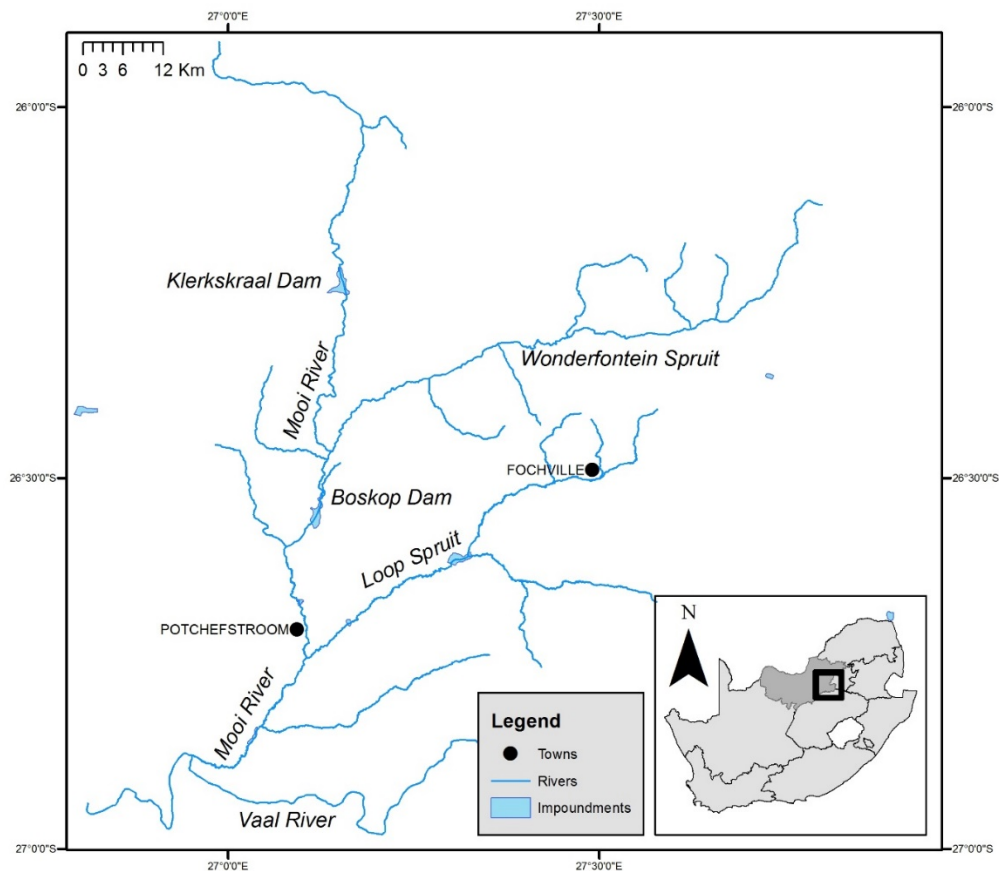 27°0'0"E
27°30'0"E
0 3 6 12 Km
26°0'0"S
26°0'0"S
Klerkskraal Dam
Mooi River
Wonderfontein Spruit
FOCHVILLE
26°30'0"S
26°30'0"S
Boskop Dam
Loop Spruit
POTCHEFSTROOM
N
Mooi River
Legend
Towns
Rivers
Impoundments
Vaal River
27°0'0"S
27°0'0"S
27°0'0"E
27°30'0"E